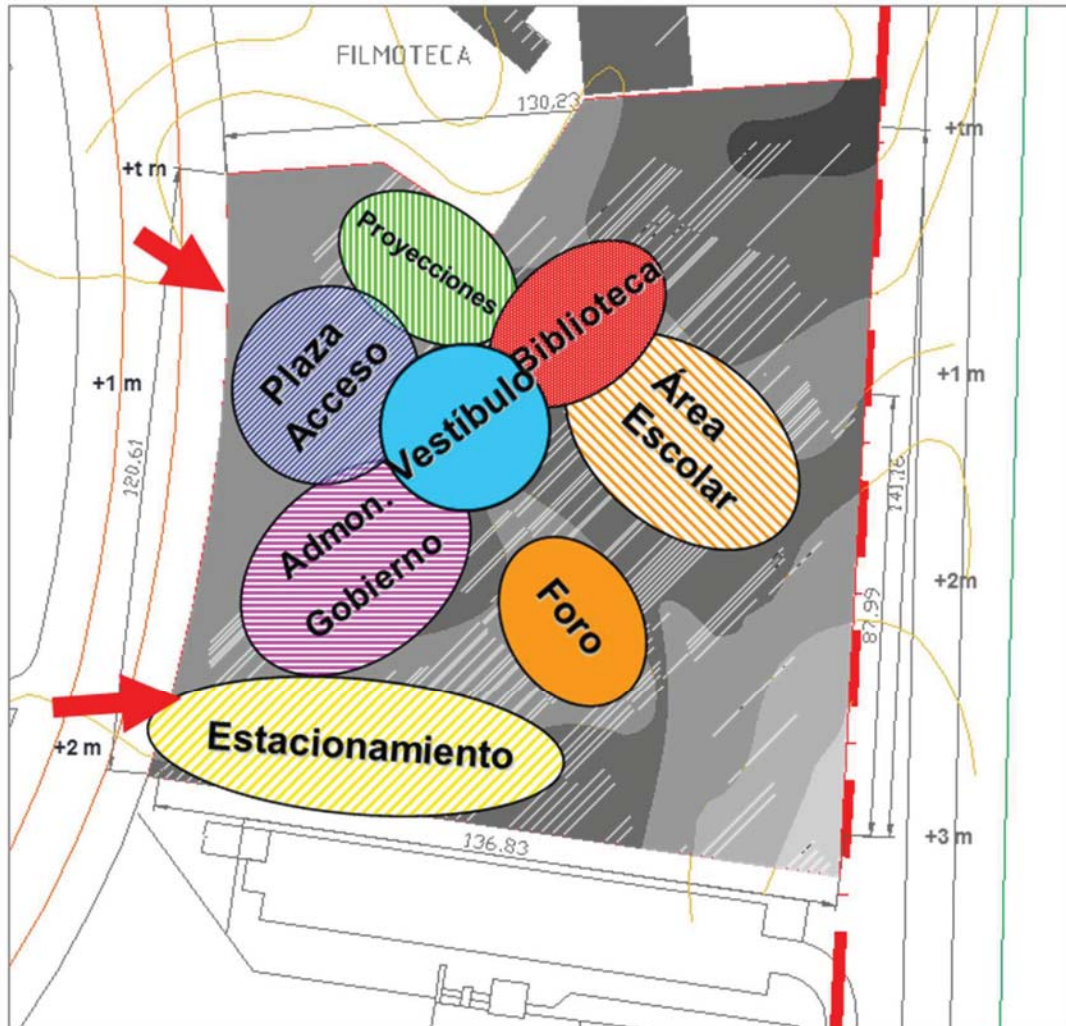 FILMOTECA
130.23
+tm
+t m
Proyecciones
Biblioteca
Plaza
Acceso
Vestíbulo
Área
Escolar
+1 m
+1 m
120.61
141.16
Admon.
Gobierno
Foro
+2m
87.99
Estacionamiento
+2 m
136.83
+3 m